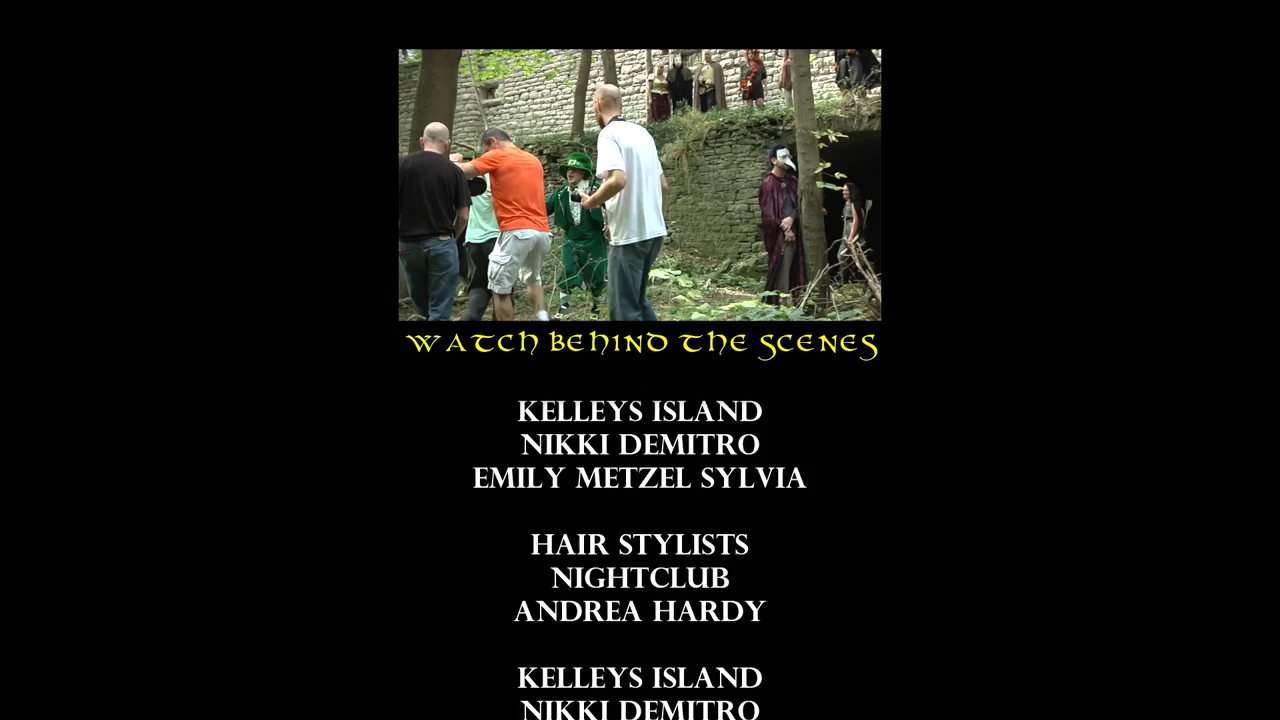 WATCH BEHIND THE SCENES
KELLEYS ISLAND
NIKKI DEMITRO
EMILY METZEL SYLVIA
HAIR STYLISTS
NIGHTCLUB
ANDREA HARDY
KELLEYS ISLAND
NIKKI DEMITRO